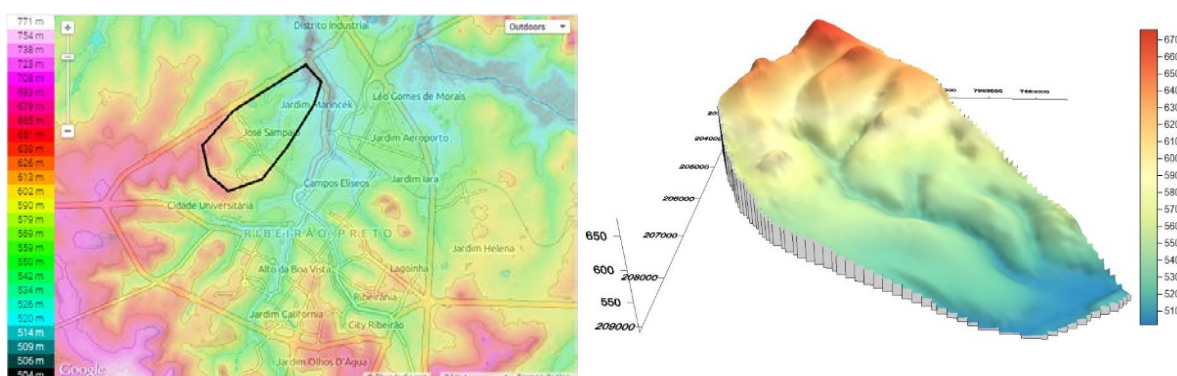 771 m
754 m
738 m
723 m
708 m
693 m
679 m
665 m
651 m
639 m
626 m
613 m
602 m
590 m
579 m
569 m
559 m
550 m
542 m
534 m
526 m
520 m
514 m
509 m
506 m
504 m
Outdoors
Distrito Industrial
Jardim Marincek
Léo Gomes de Morais
José Sampaio
Jardim Aeroporto
Campos Elíseos
Jardim Iara
Cidade Universitária
RIBEIRÃO PRETO
Jardim Helena
Alto da Boa Vista
Lagoinha
Ribeirânia
Jardim Califórnia
City Ribeirão
Jardim Olhos D'Água
Google
204000
205000
206000
207000
208000
209000
650
600
550
670
660
650
640
630
620
610
600
590
580
570
560
550
540
530
520
510